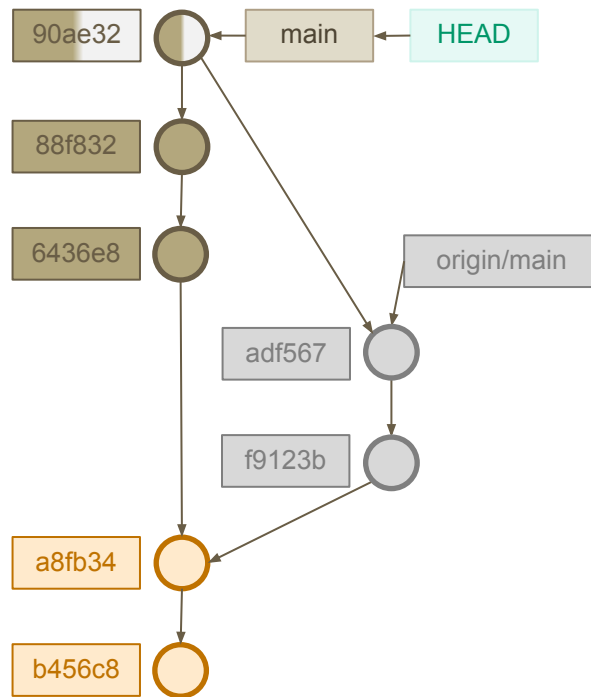 90ae32
main
HEAD
88f832
6436e8
origin/main
adf567
f9123b
a8fb34
b456c8